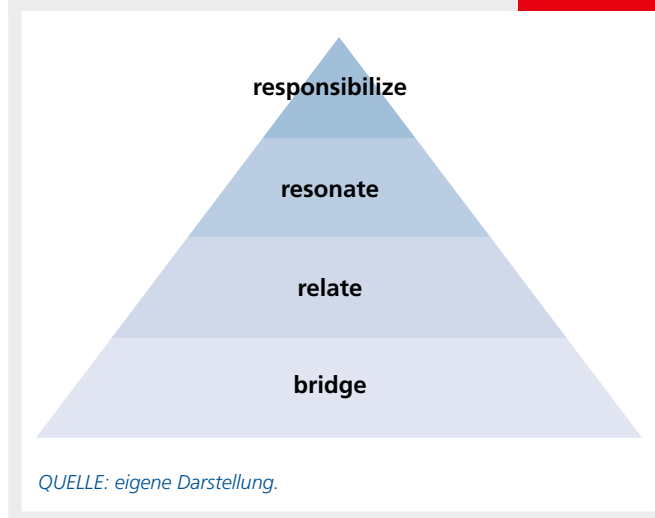 responsibilize
resonate
relate
bridge
QUELLE: eigene Darstellung.